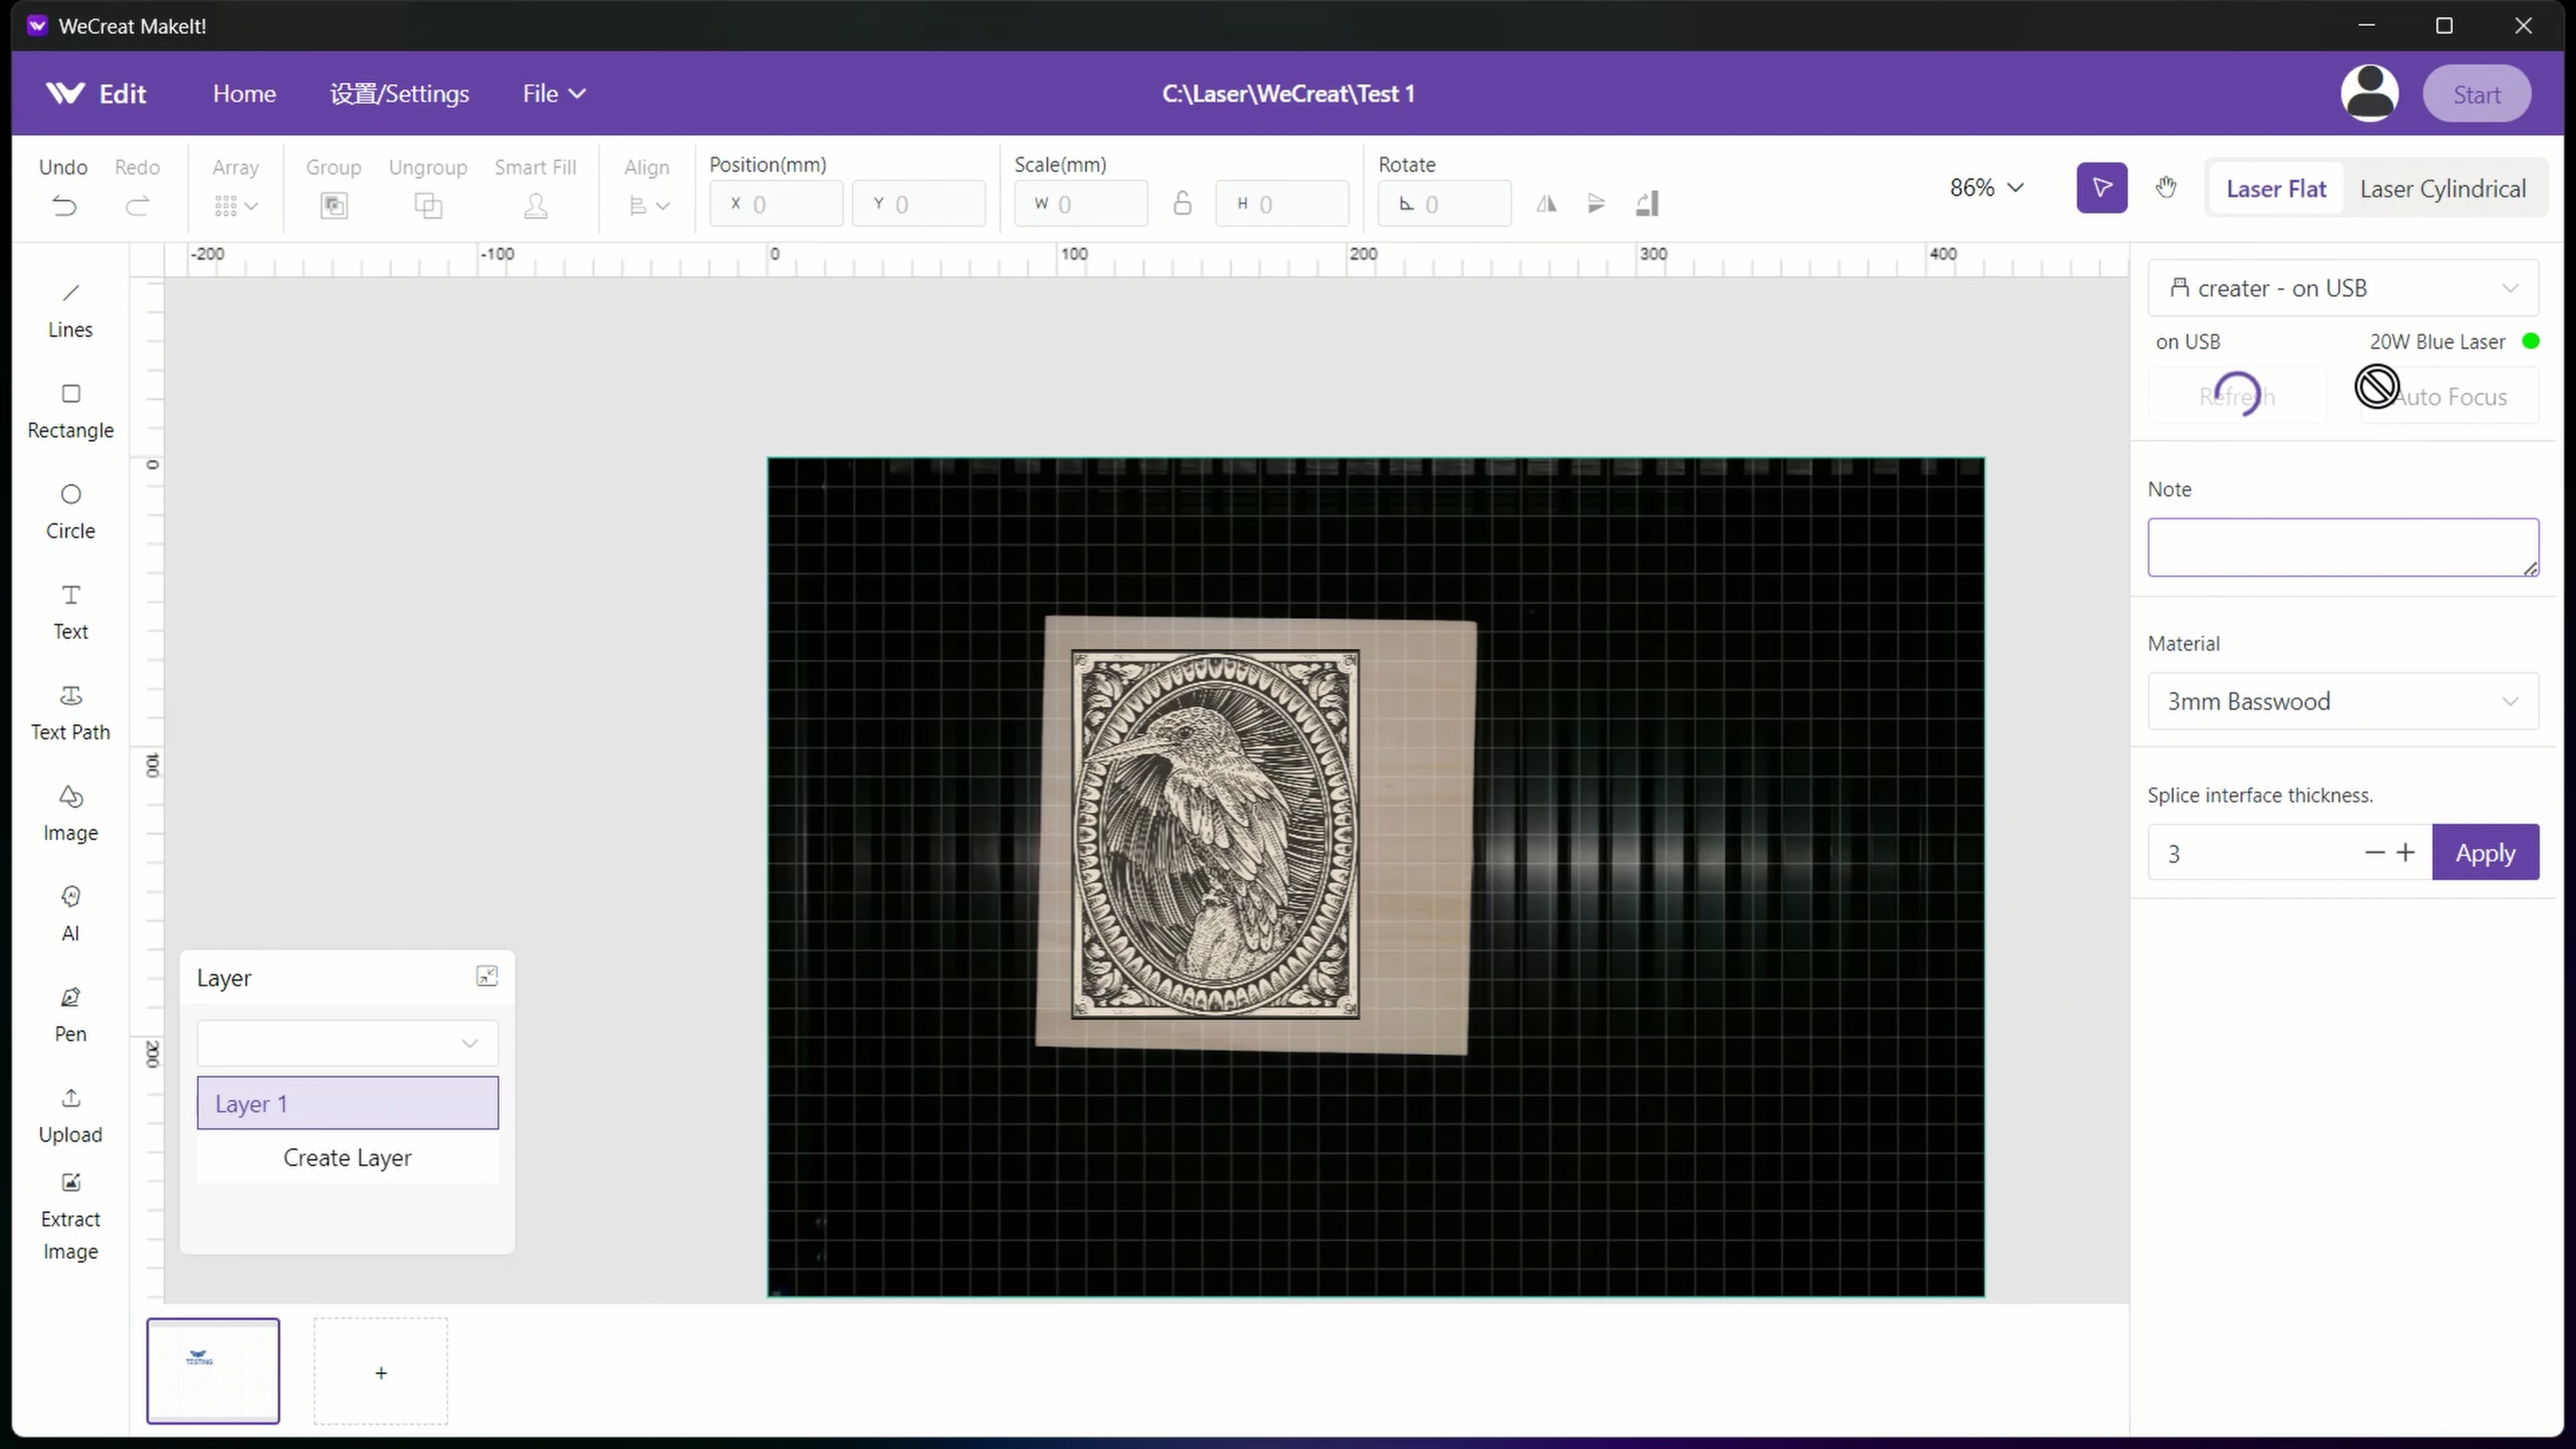 WeCreat MakeIt!
Edit Home 设置/Settings File C:\Laser\WeCreat\Test 1 Start
Undo Redo Array Group Ungroup Smart Fill Align Position(mm) Scale(mm) Rotate
X 0 Y 0 W 0 H 0 0 86% Laser Flat Laser Cylindrical
-200 -100 0 100 200 300 400
0
100
200
Lines
Rectangle
Circle
Text
Text Path
Image
AI
Pen
Upload
Extract
Image
Layer
Layer 1
Create Layer
TESTING
+
creater - on USB
on USB 20W Blue Laser
Refresh Auto Focus
Note
Material
3mm Basswood
Splice interface thickness.
3 Apply